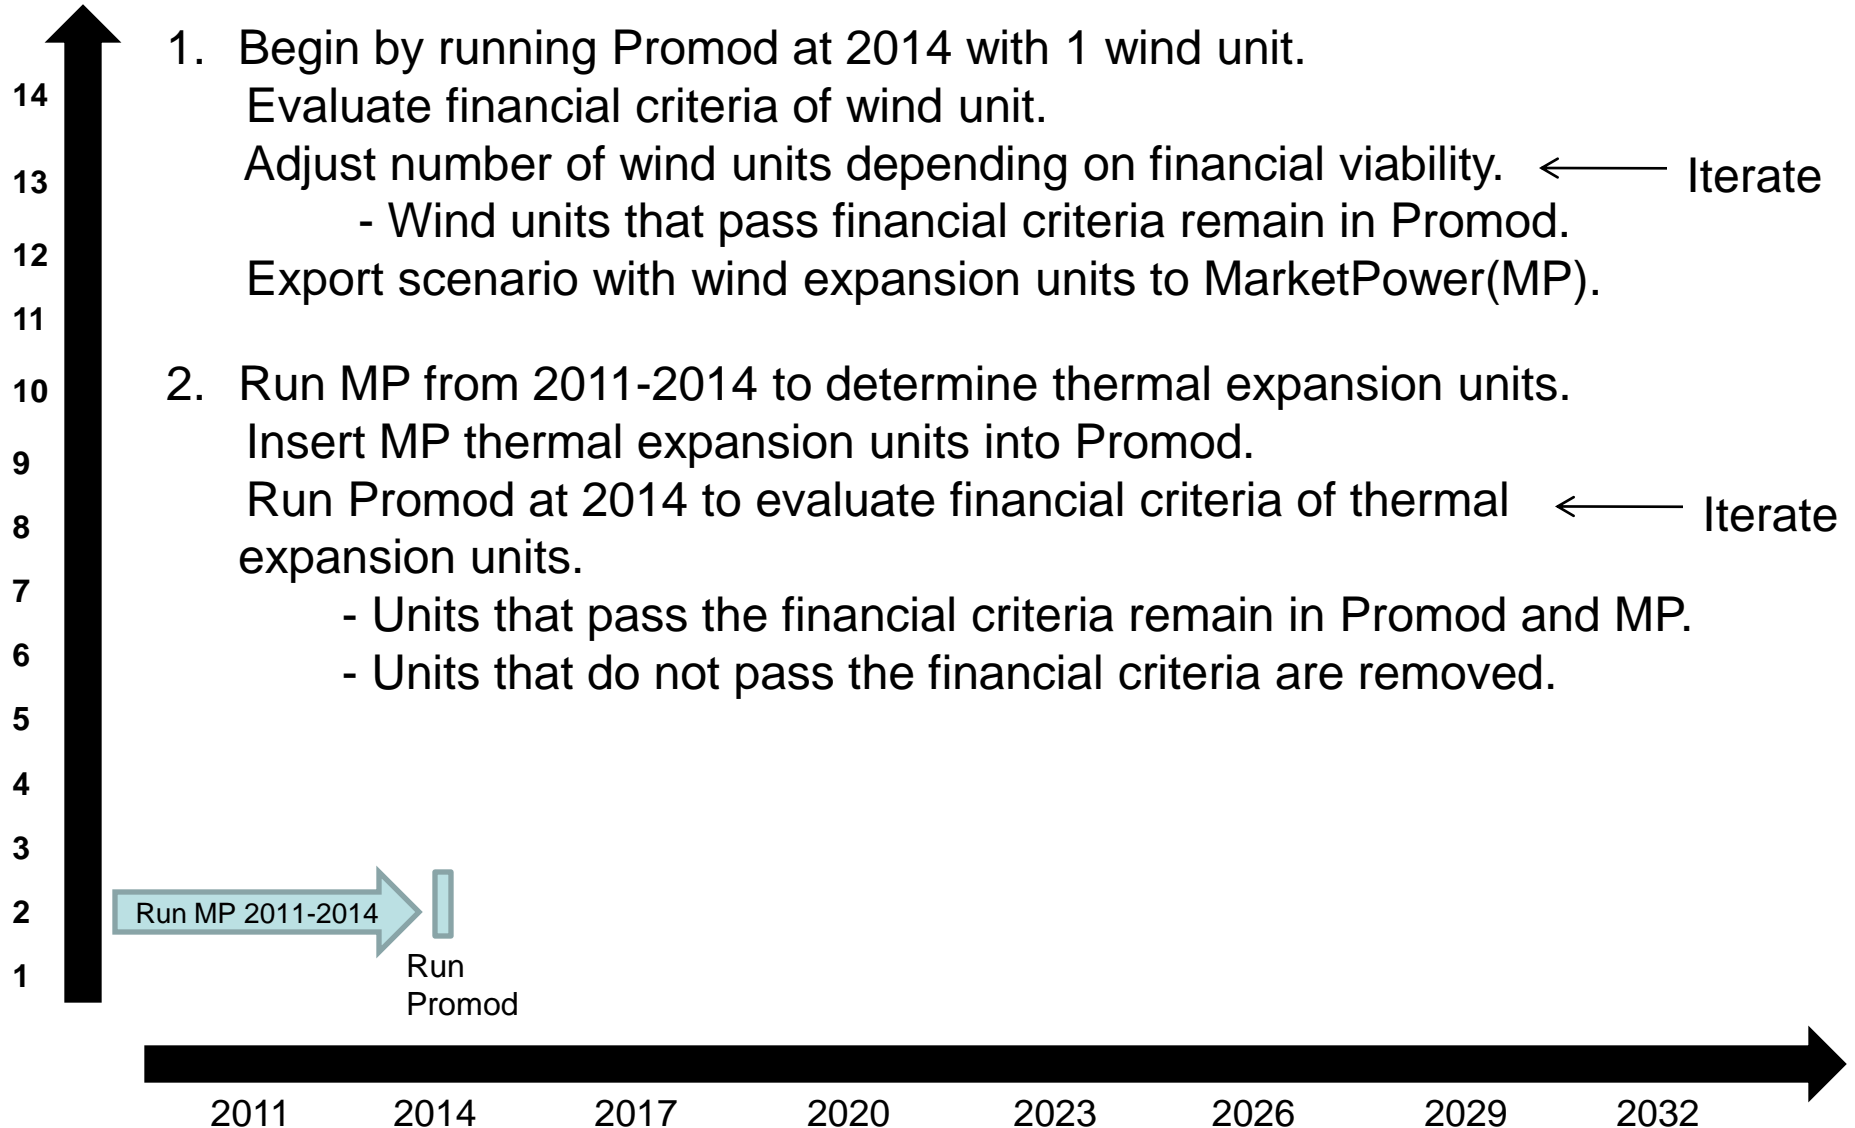 1. Begin by running Promod at 2014 with 1 wind unit.
Evaluate financial criteria of wind unit.
Adjust number of wind units depending on financial viability.
Iterate
- Wind units that pass financial criteria remain in Promod.
Export scenario with wind expansion units to MarketPower(MP).
2. Run MP from 2011-2014 to determine thermal expansion units.
Insert MP thermal expansion units into Promod.
Run Promod at 2014 to evaluate financial criteria of thermal
Iterate
expansion units.
- Units that pass the financial criteria remain in Promod and MP.
- Units that do not pass the financial criteria are removed.
14
13
12
11
10
9
8
7
6
5
4
3
2
1
Run MP 2011-2014
Run
Promod
2011 2014 2017 2020 2023 2026 2029 2032